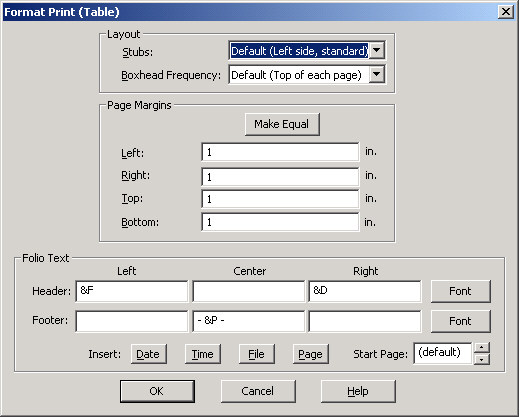 Format Print (Table)
Layout
Stubs: Default (Left side, standard)
Boxhead Frequency: Default (Top of each page)
Page Margins
Make Equal
Left: 1 in.
Right: 1 in.
Top: 1 in.
Bottom: 1 in.
Folio Text
Left Center Right
Header: &F &D Font
Footer: - &P - Font
Insert: Date Time File Page Start Page: (default)
OK Cancel Help